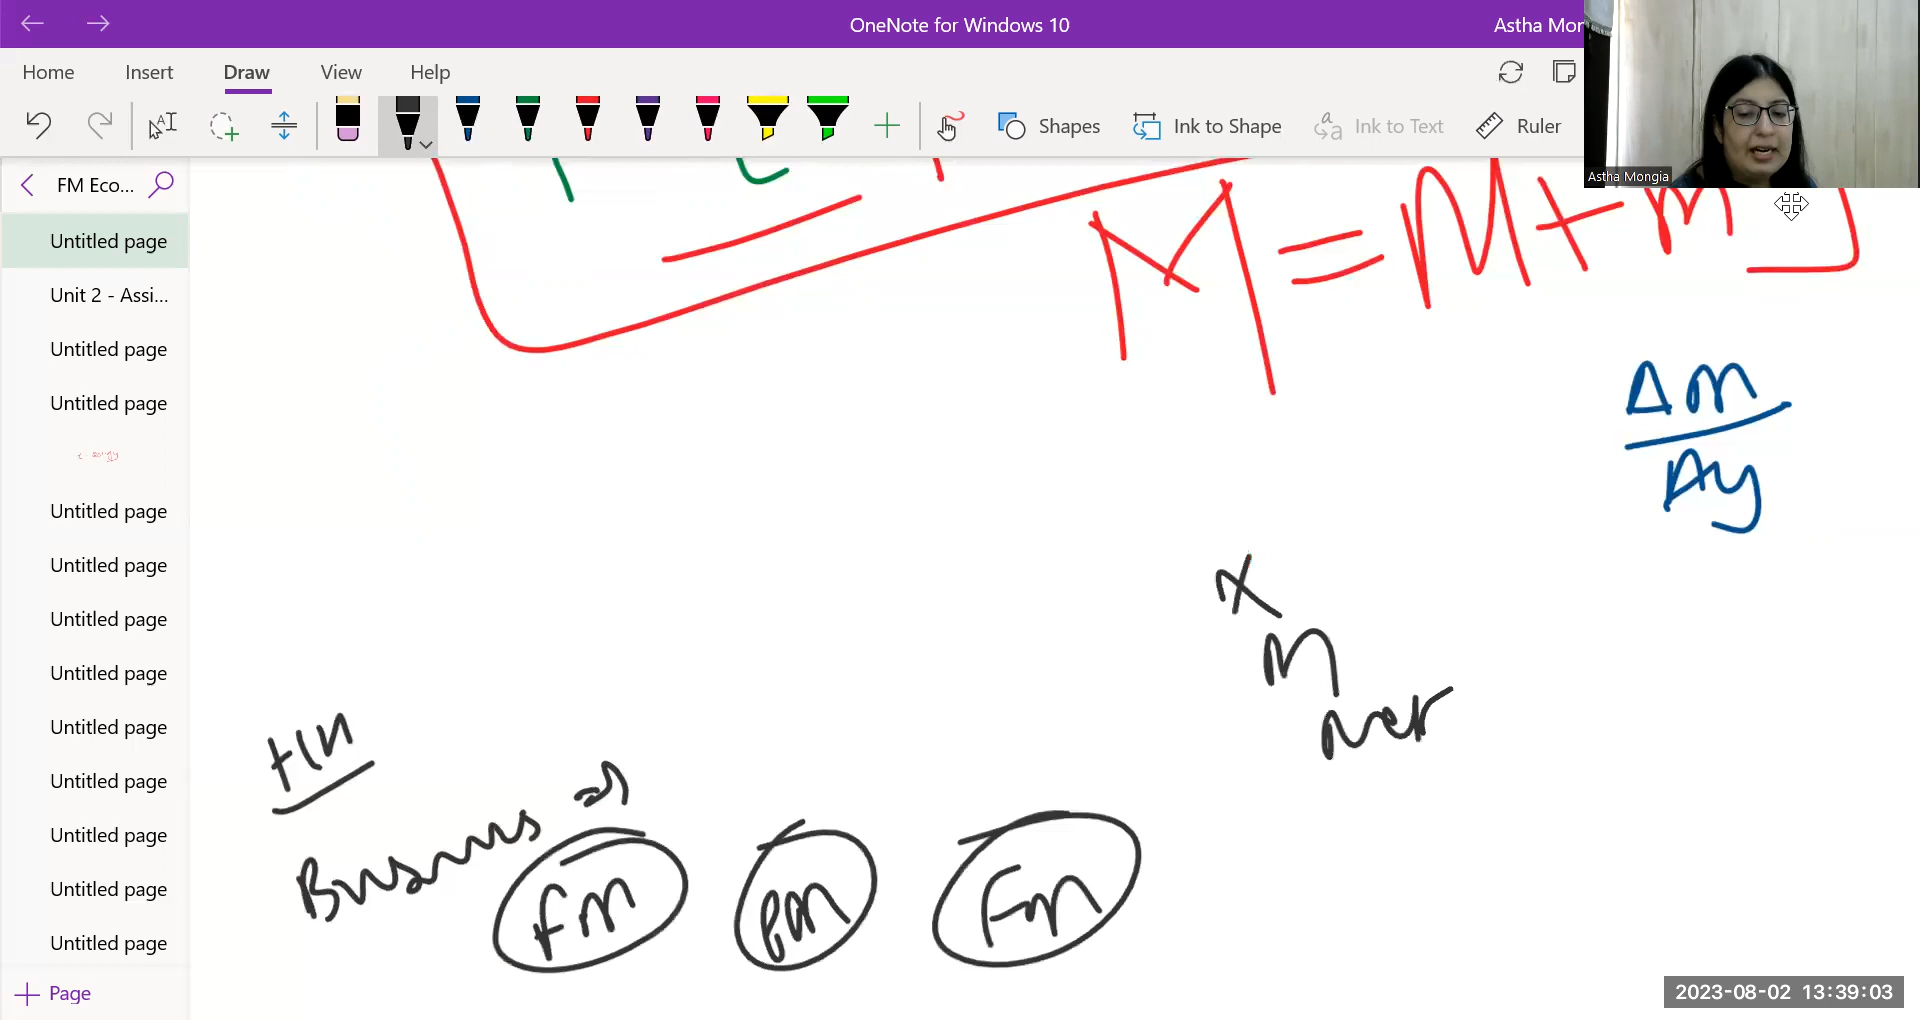 OneNote for Windows 10
Astha Mon
Home Insert Draw View Help
Shapes Ink to Shape Ink to Text Ruler
Astha Mongia
FM Eco...
Untitled page
Unit 2 - Assi...
Untitled page
Untitled page
Untitled page
Untitled page
Untitled page
Untitled page
Untitled page
Untitled page
Untitled page
Untitled page
Untitled page
Page
M = M + m
ΔM
Δy
X
M
fm
em
Fm
2023-08-02 13:39:03